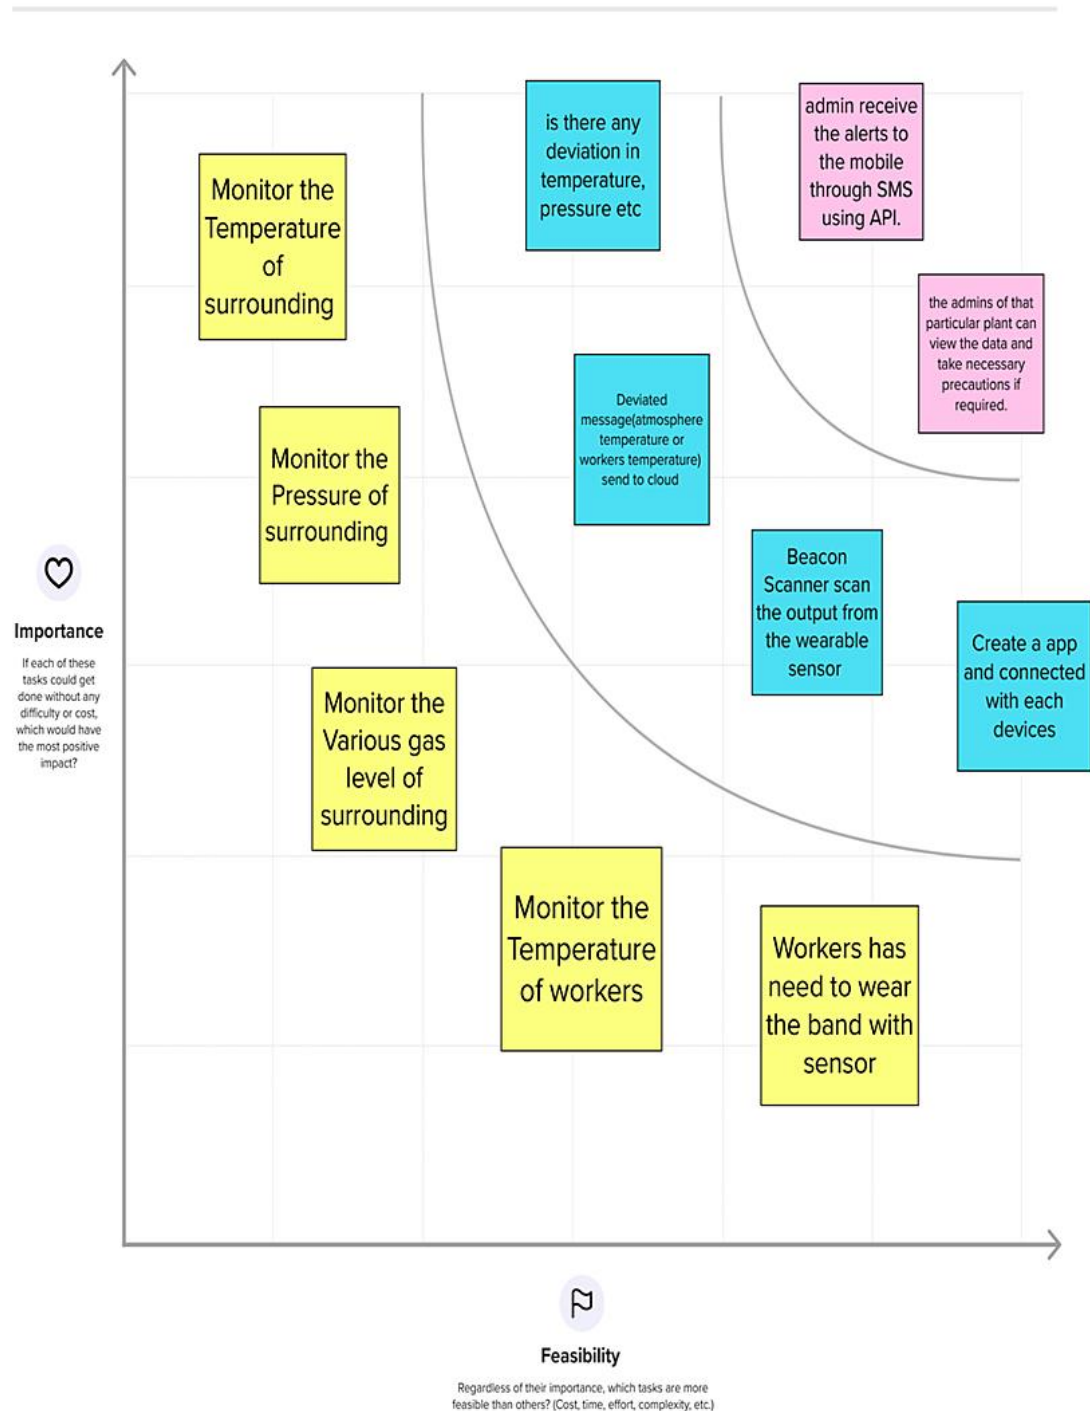 is there any
deviation in
temperature,
pressure etc
admin receive
the alerts to
the mobile
through SMS
using API.
Monitor the
Temperature
of
surrounding
the admins of that
particular plant can
view the data and
take necessary
precautions if
required.
Deviated
message(atmosphere
temperature or
workers temperature)
send to cloud
Monitor the
Pressure of
surrounding
Beacon
Scanner scan
the output from
the wearable
sensor
Create a app
and connected
with each
devices
Importance
If each of these
tasks could get
done without any
difficulty or cost,
which would have
the most positive
impact?
Monitor the
Various gas
level of
surrounding
Monitor the
Temperature
of workers
Workers has
need to wear
the band with
sensor
Feasibility
Regardless of their importance, which tasks are more
feasible than others? (Cost, time, effort, complexity, etc.)